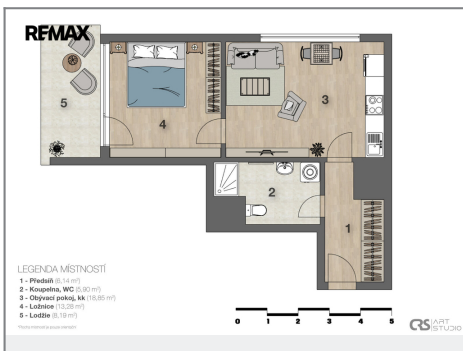 RE/MAX
5
4
3
2
1
LEGENDA MÍSTNOSTÍ
1 - Předsíň (6,14 m²)
2 - Koupelna, WC (5,90 m²)
3 - Obývací pokoj, kk (18,85 m²)
4 - Ložnice (13,28 m²)
5 - Lodžie (8,19 m²)
0 1 2 3 4 5
CRS ART STUDIO